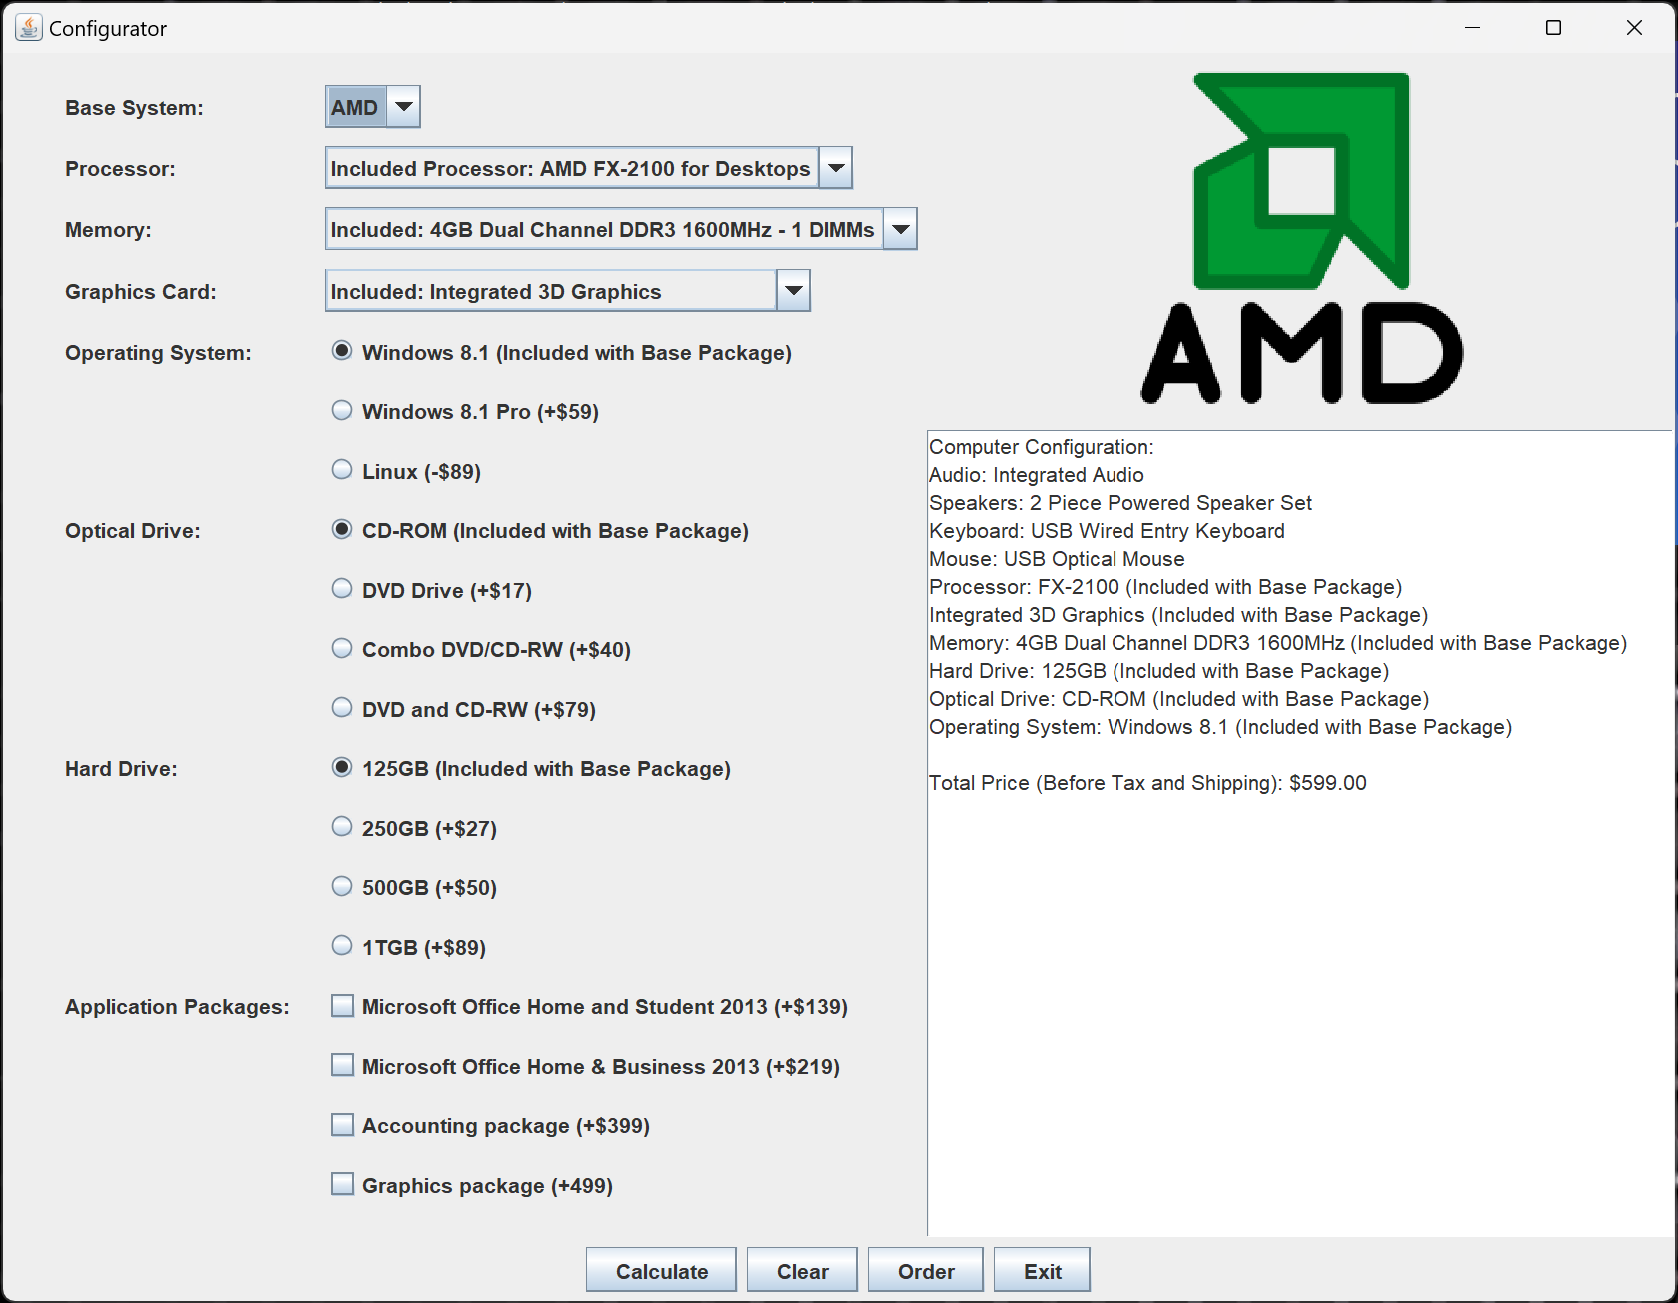 Configurator
Base System: AMD
Processor: Included Processor: AMD FX-2100 for Desktops
Memory: Included: 4GB Dual Channel DDR3 1600MHz - 1 DIMMs
Graphics Card: Included: Integrated 3D Graphics
Operating System: Windows 8.1 (Included with Base Package)
Windows 8.1 Pro (+$59)
Linux (-$89)
Optical Drive: CD-ROM (Included with Base Package)
DVD Drive (+$17)
Combo DVD/CD-RW (+$40)
DVD and CD-RW (+$79)
Hard Drive: 125GB (Included with Base Package)
250GB (+$27)
500GB (+$50)
1TGB (+$89)
Application Packages: Microsoft Office Home and Student 2013 (+$139)
Microsoft Office Home & Business 2013 (+$219)
Accounting package (+$399)
Graphics package (+499)
AMD
Computer Configuration:
Audio: Integrated Audio
Speakers: 2 Piece Powered Speaker Set
Keyboard: USB Wired Entry Keyboard
Mouse: USB Optical Mouse
Processor: FX-2100 (Included with Base Package)
Integrated 3D Graphics (Included with Base Package)
Memory: 4GB Dual Channel DDR3 1600MHz (Included with Base Package)
Hard Drive: 125GB (Included with Base Package)
Optical Drive: CD-ROM (Included with Base Package)
Operating System: Windows 8.1 (Included with Base Package)
Total Price (Before Tax and Shipping): $599.00
Calculate Clear Order Exit